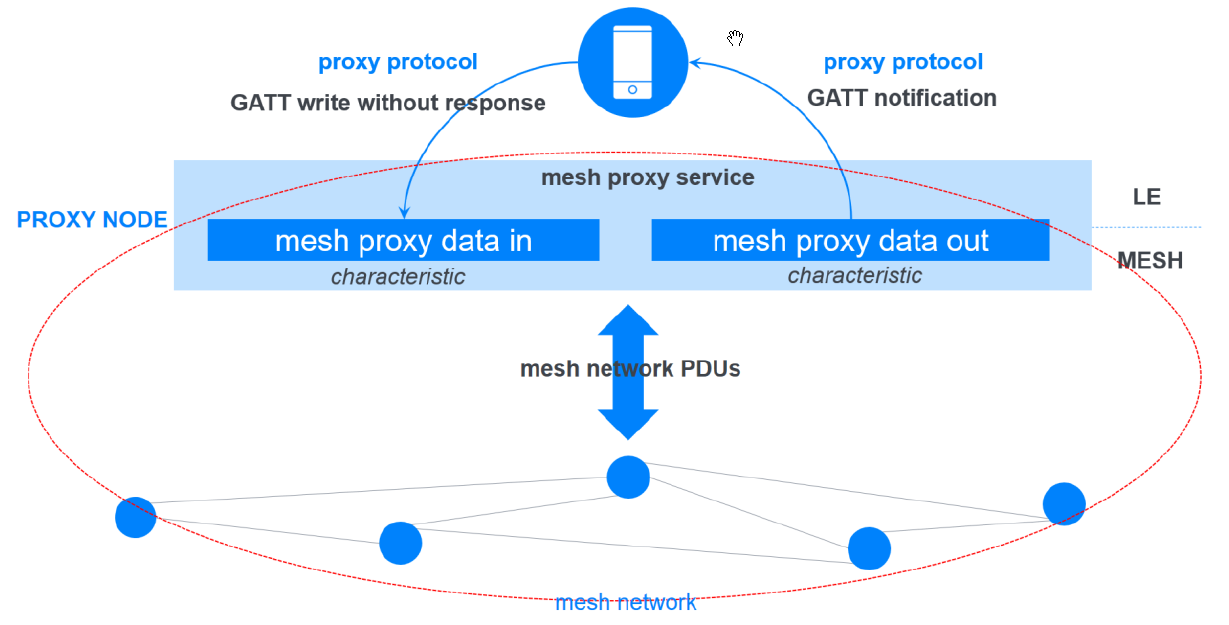 proxy protocol
GATT write without response
proxy protocol
GATT notification
mesh proxy service
LE
PROXY NODE
mesh proxy data in
characteristic
mesh proxy data out
characteristic
MESH
mesh network PDUs
mesh network